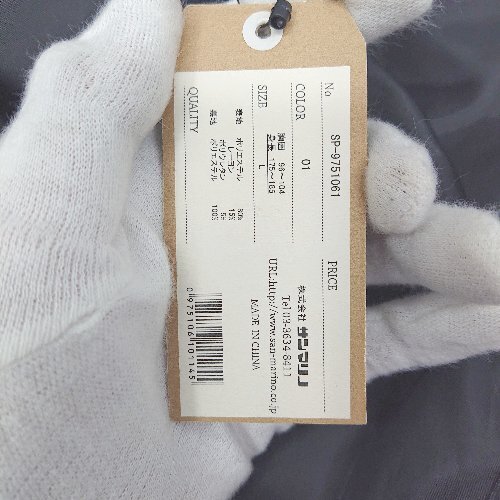 No SP-9751061
COLOR 01
SIZE 胸囲 96〜104
身長 175〜185
L
QUALITY 表地 ポリエステル 80%
レーヨン 15%
ポリウレタン 5%
裏地 ポリエステル 100%
PRICE
株式会社 サンマリノ
Tel 03-3634-8411
URL:http://www.san-marino.co.jp
MADE IN CHINA
0975106101145